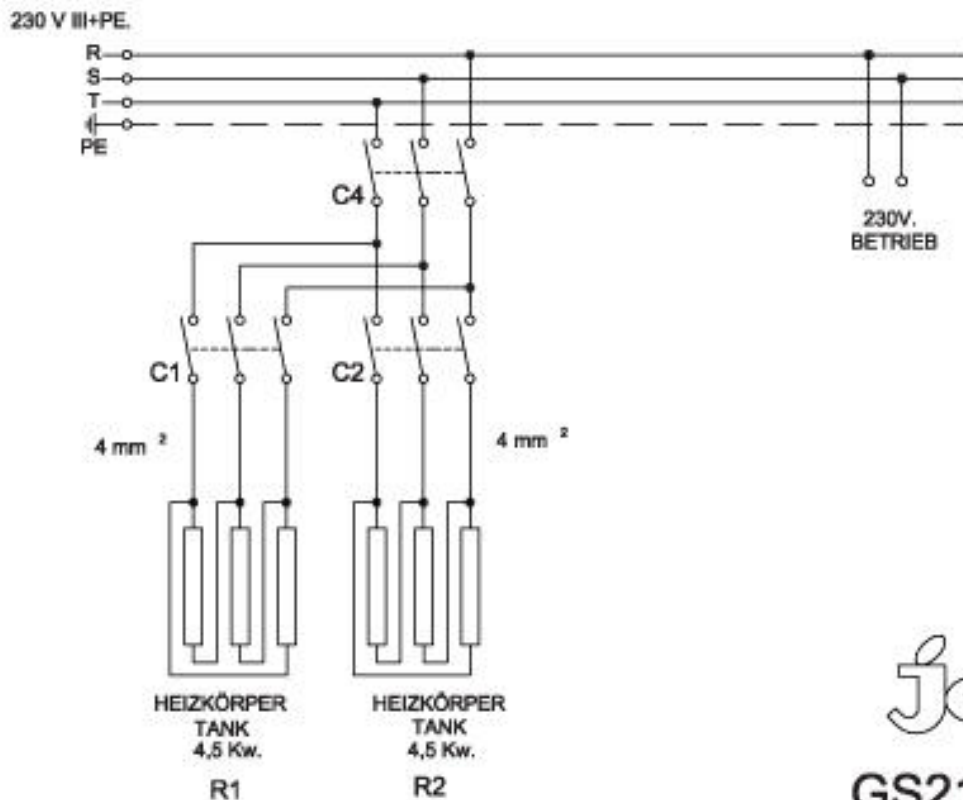 230 V III+PE.
R
S
T
PE
C4
230V.
BETRIEB
C1
C2
4 mm ²
4 mm ²
HEIZKÖRPER
TANK
4,5 Kw.
R1
HEIZKÖRPER
TANK
4,5 Kw.
R2